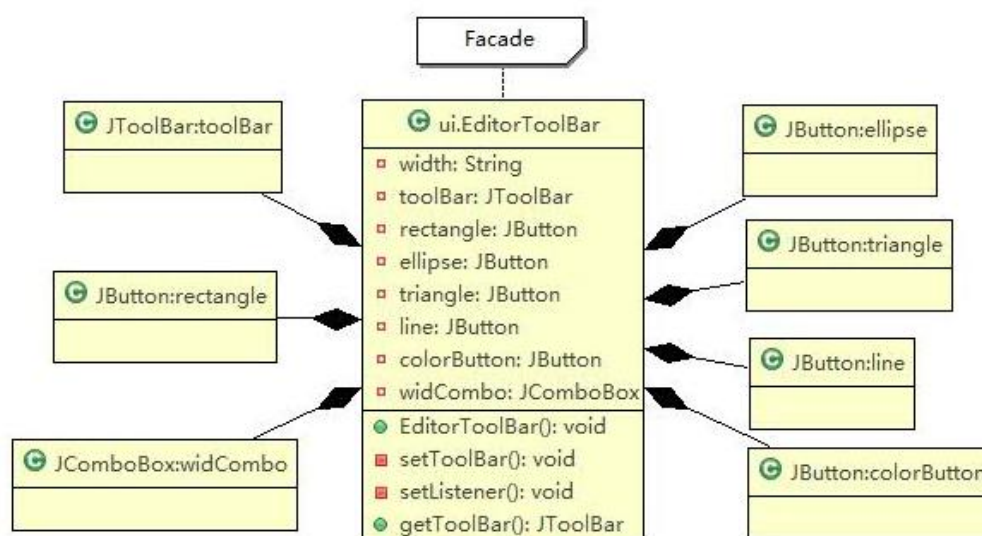 Facade
JToolBar:toolBar
JButton:rectangle
JComboBox:widCombo
ui.EditorToolBar
width: String
toolBar: JToolBar
rectangle: JButton
ellipse: JButton
triangle: JButton
line: JButton
colorButton: JButton
widCombo: JComboBox
EditorToolBar(): void
setToolBar(): void
setListener(): void
getToolBar(): JToolBar
JButton:ellipse
JButton:triangle
JButton:line
JButton:colorButton